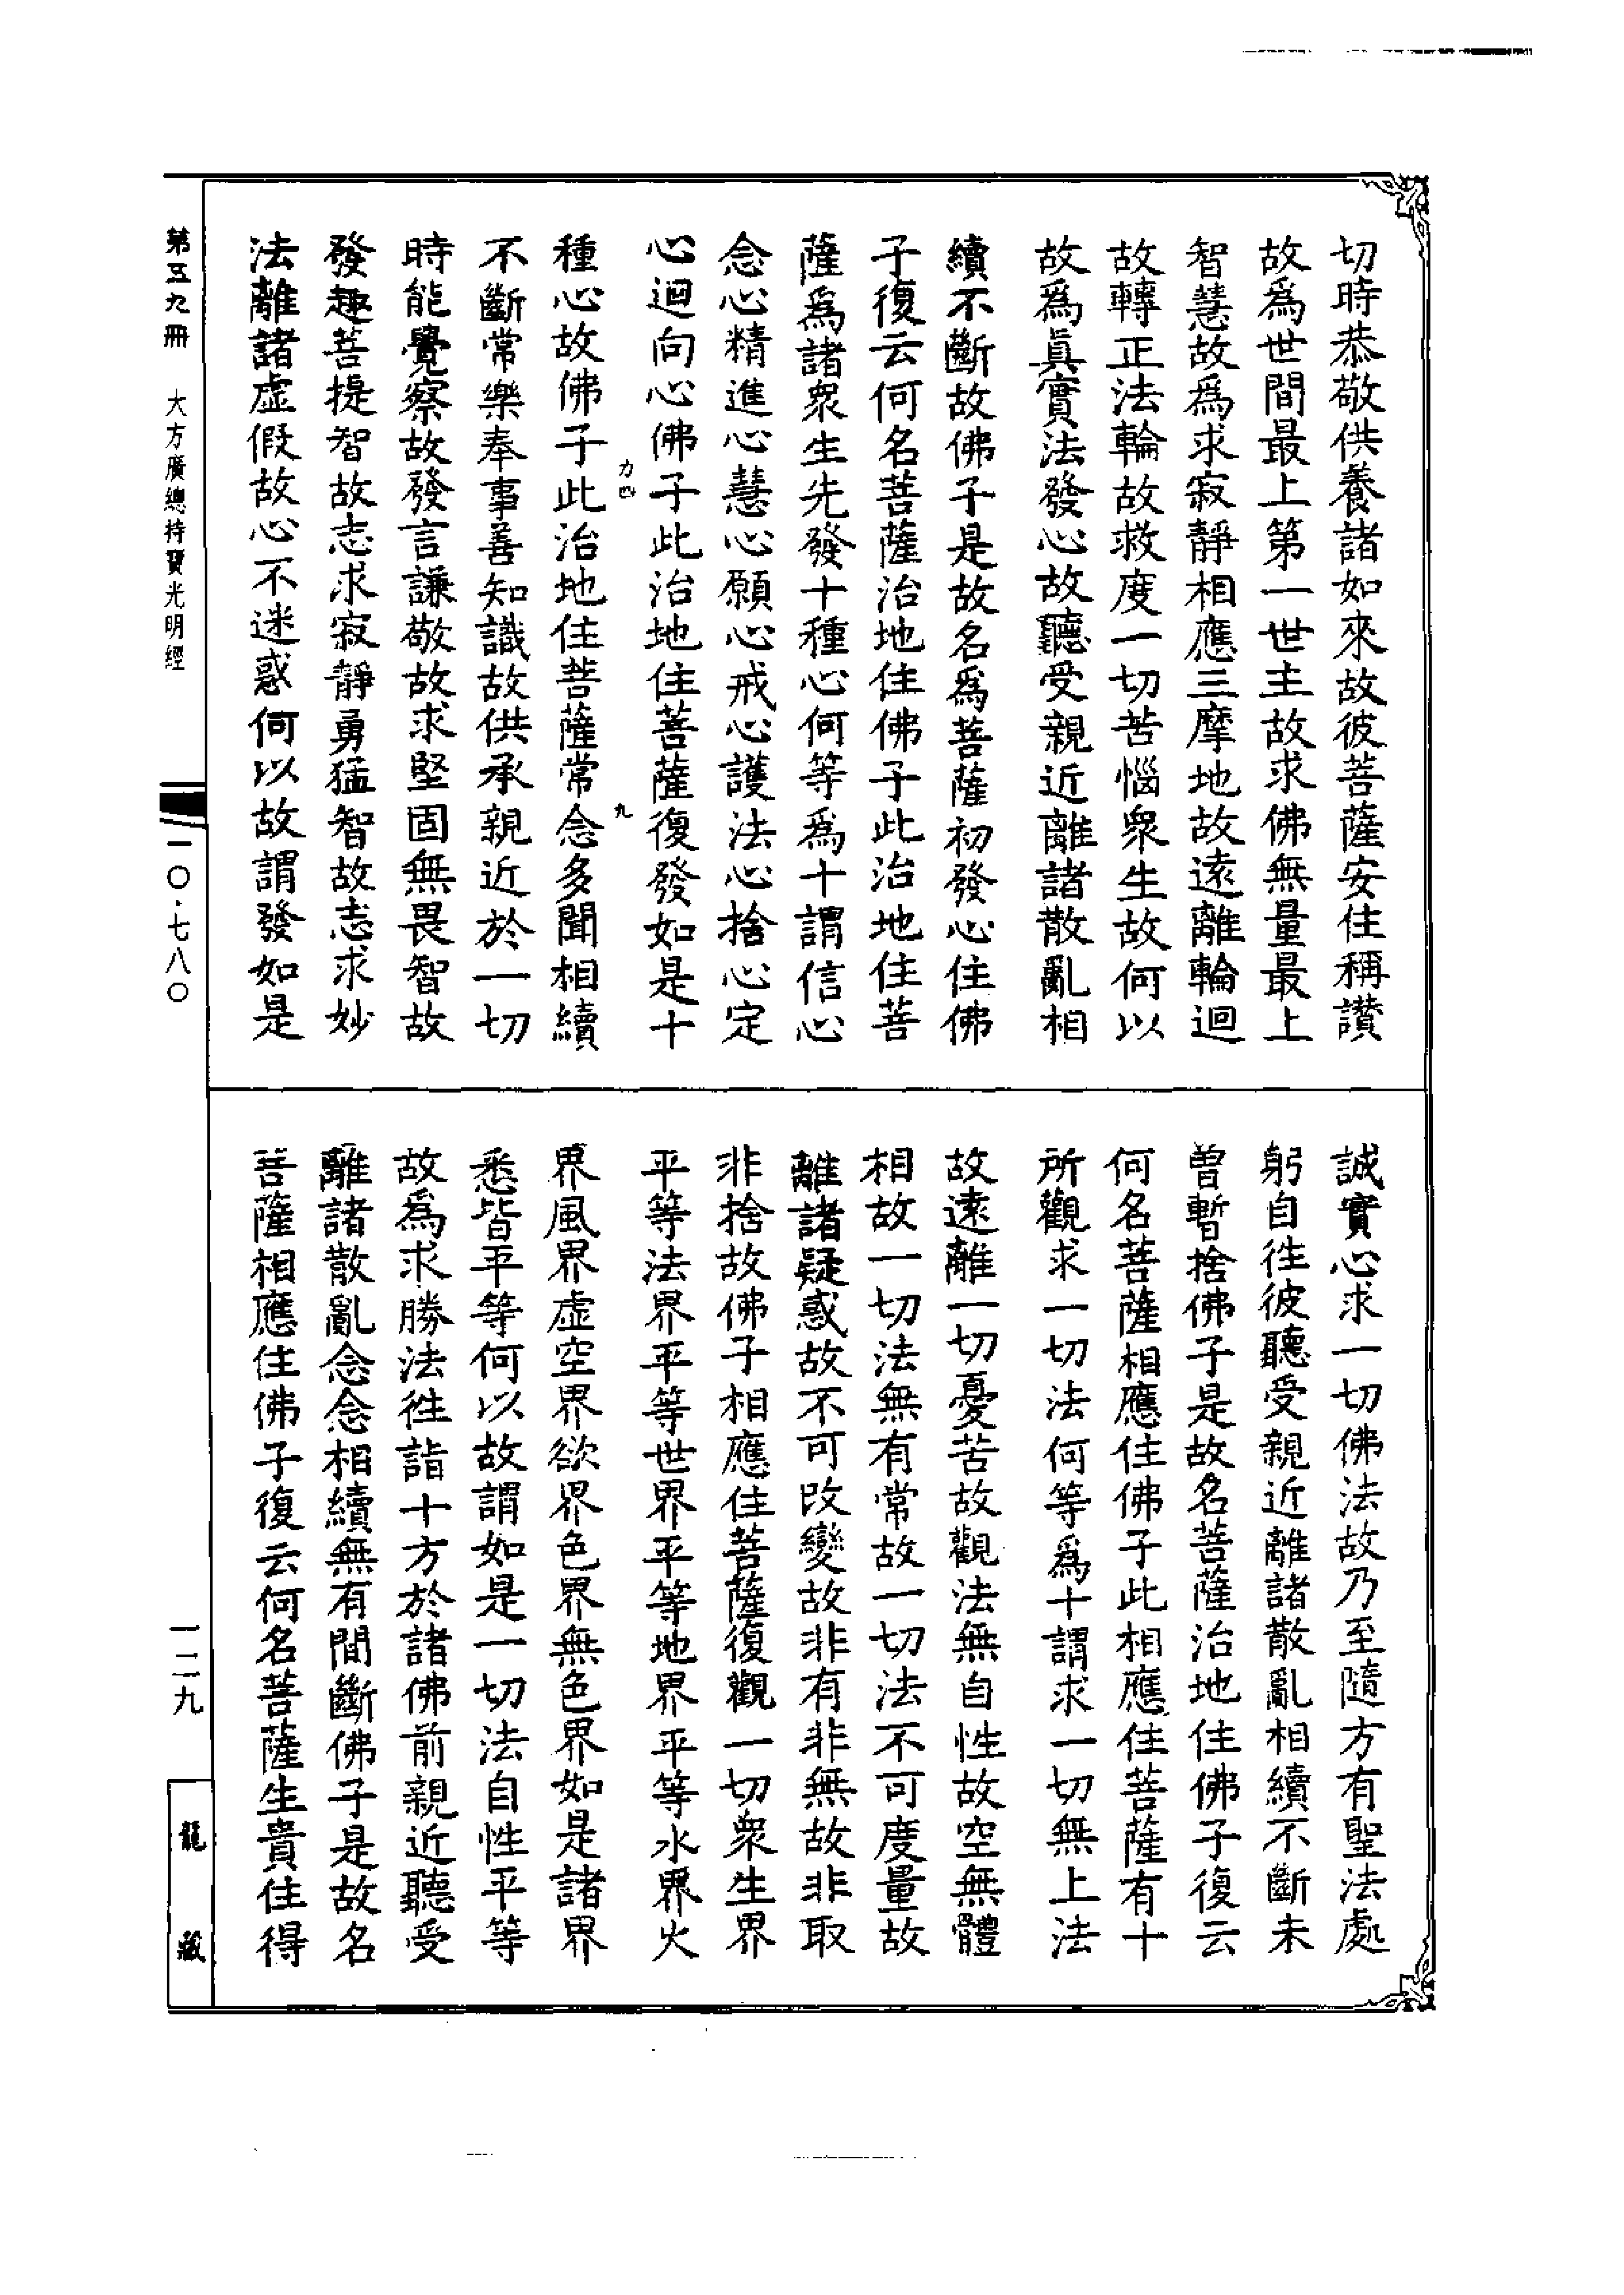 切時恭敬供養諸如來故彼菩薩安住稱讃
故爲世間最上第一世主故求佛無量最上
智慧故爲求寂靜相應三摩地故遠離輪迴
故轉正法輪故救度一切苦惱衆生故何以
故爲眞實法發心故聽受親近離諸散亂相
續不斷故佛子是故名爲菩薩初發心住佛
子復云何名菩薩治地住佛子此治地住菩
薩爲諸衆生先發十種心何等爲十謂信心
念心精進心慧心願心戒心護法心捨心定
心迴向心佛子此治地住菩薩復發如是十
力四
九
種心故佛子此治地住菩薩常念多聞相續
不斷常樂奉事善知識故供承親近於一切
時能覺察故發言謙敬故求堅固無畏智故
發趣菩提智故志求寂靜勇猛智故志求妙
法離諸虛假故心不迷惑何以故謂發如是
誠實心求一切佛法故乃至隨方有聖法處
躬自徃彼聽受親近離諸散亂相續不斷未
曽暫捨佛子是故名菩薩治地住佛子復云
何名菩薩相應住佛子此相應住菩薩有十
所觀求一切法何等爲十謂求一切無上法
故遠離一切憂苦故觀法無自性故空無體
相故一切法無有常故一切法不可度量故
離諸疑惑故不可改變故非有非無故非取
非捨故佛子相應住菩薩復觀一切衆生界
平等法界平等世界平等地界平等水界火
界風界虛空界欲界色界無色界如是諸界
悉皆平等何以故謂如是一切法自性平等
故爲求勝法徃詣十方於諸佛前親近聽受
離諸散亂念念相續無有間斷佛子是故名
菩薩相應住佛子復云何名菩薩生貴住得
第五九冊　大方廣總持寶光明經
一〇·七八〇
一二九
龍藏